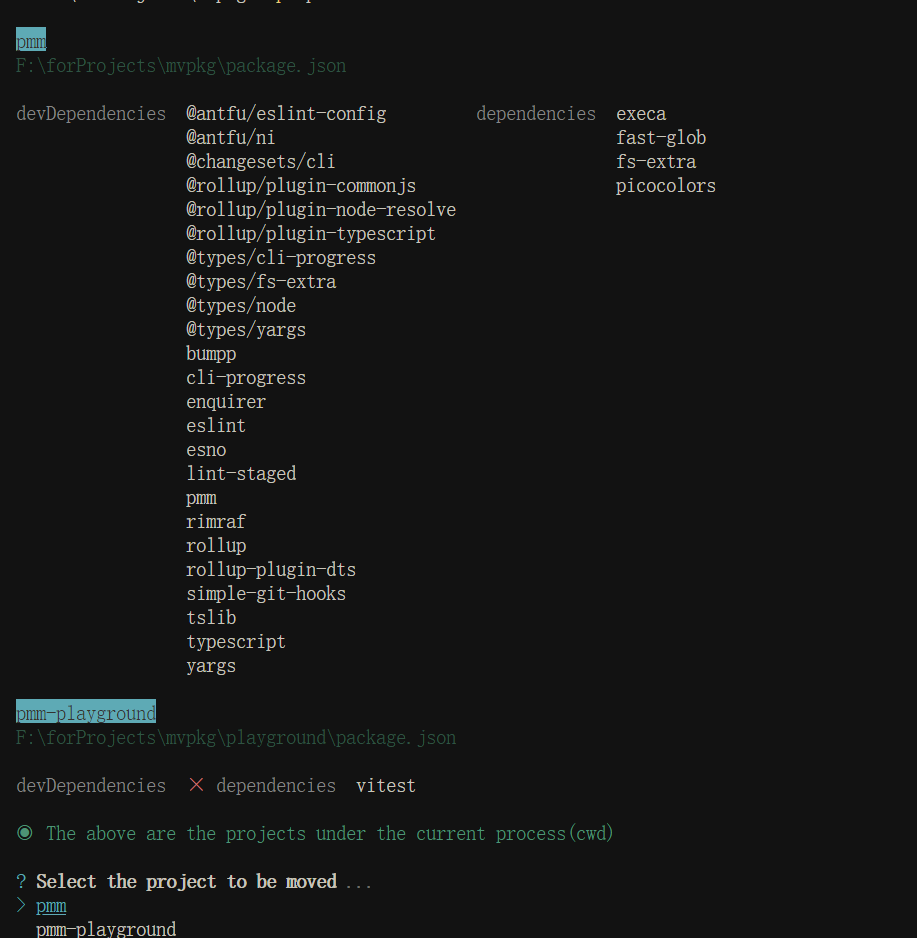 pmm
F:\forProjects\mvpkg\package.json
devDependencies @antfu/eslint-config dependencies execa
@antfu/ni fast-glob
@changesets/cli fs-extra
@rollup/plugin-commonjs picocolors
@rollup/plugin-node-resolve
@rollup/plugin-typescript
@types/cli-progress
@types/fs-extra
@types/node
@types/yargs
bumpp
cli-progress
enquirer
eslint
esno
lint-staged
pmm
rimraf
rollup
rollup-plugin-dts
simple-git-hooks
tslib
typescript
yargs
pmm-playground
F:\forProjects\mvpkg\playground\package.json
devDependencies × dependencies vitest
◉ The above are the projects under the current process(cwd)
? Select the project to be moved ...
> pmm
pmm-playground